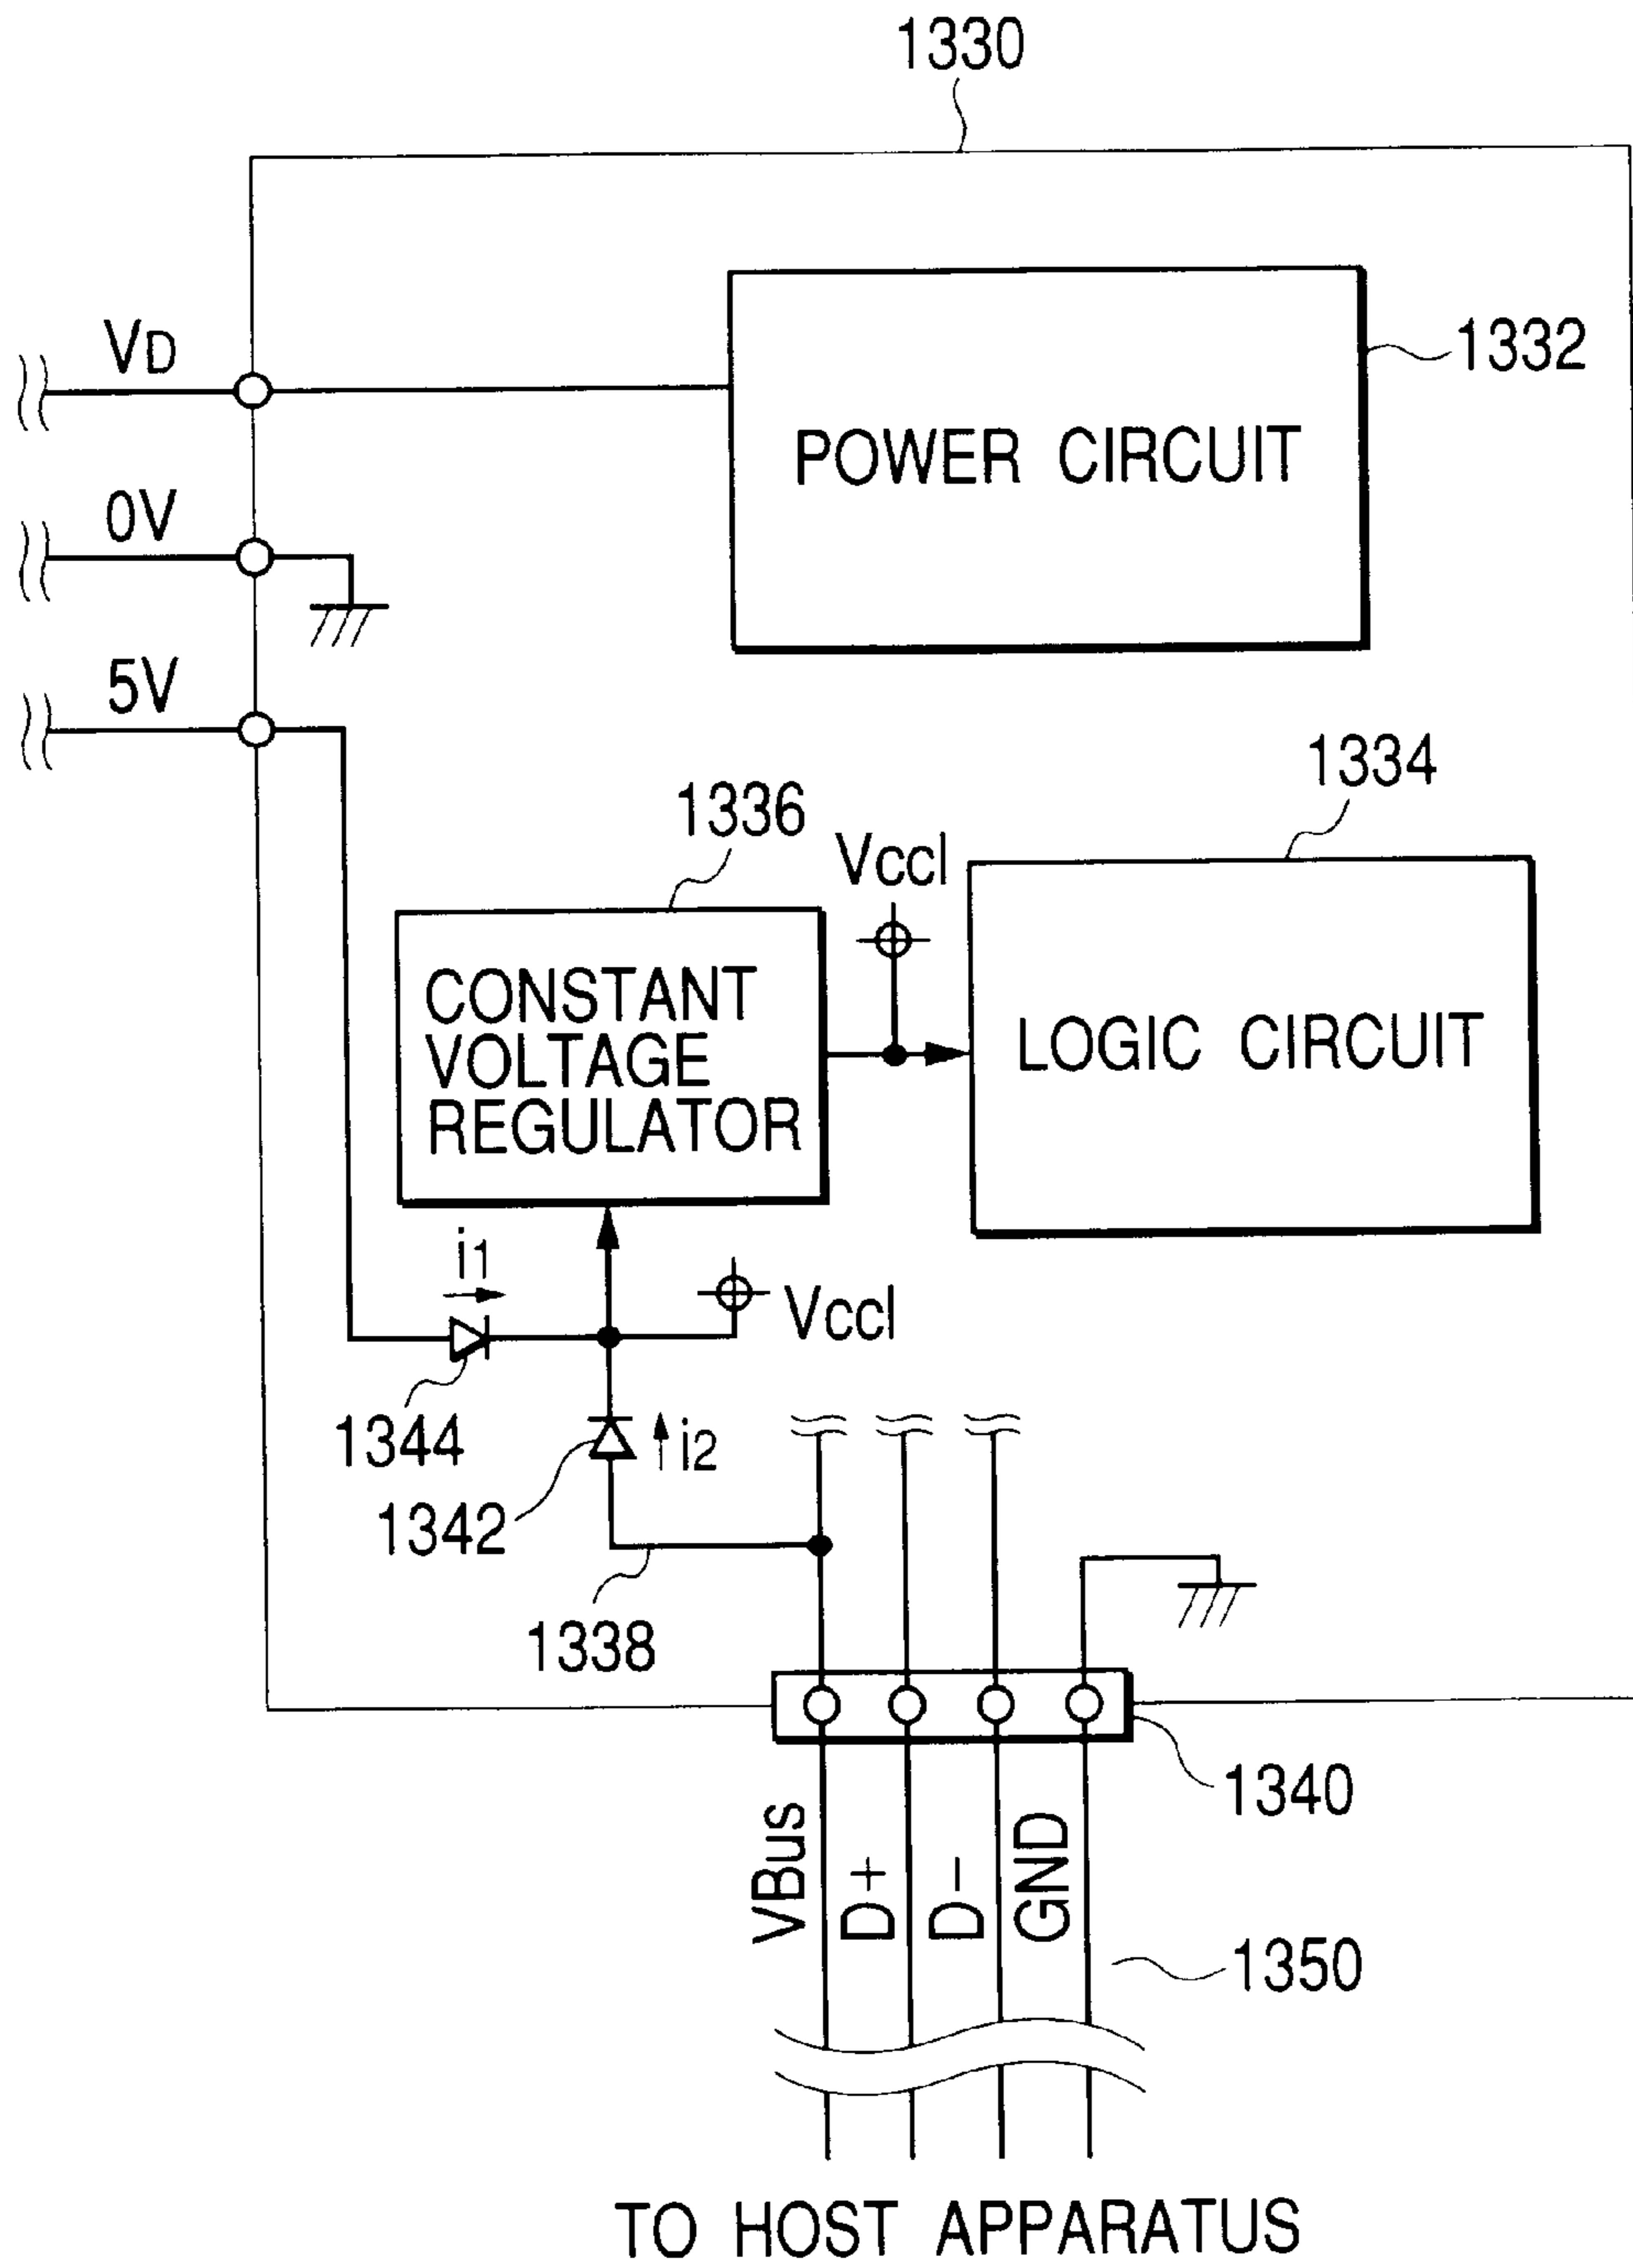 1330
VD
1332
POWER CIRCUIT
0V
5V
1334
1336
Vccl
CONSTANT
VOLTAGE
REGULATOR
LOGIC CIRCUIT
i1
Vccl
1344
i2
1342
1338
1340
VBus
D+
D-
GND
1350
TO HOST APPARATUS